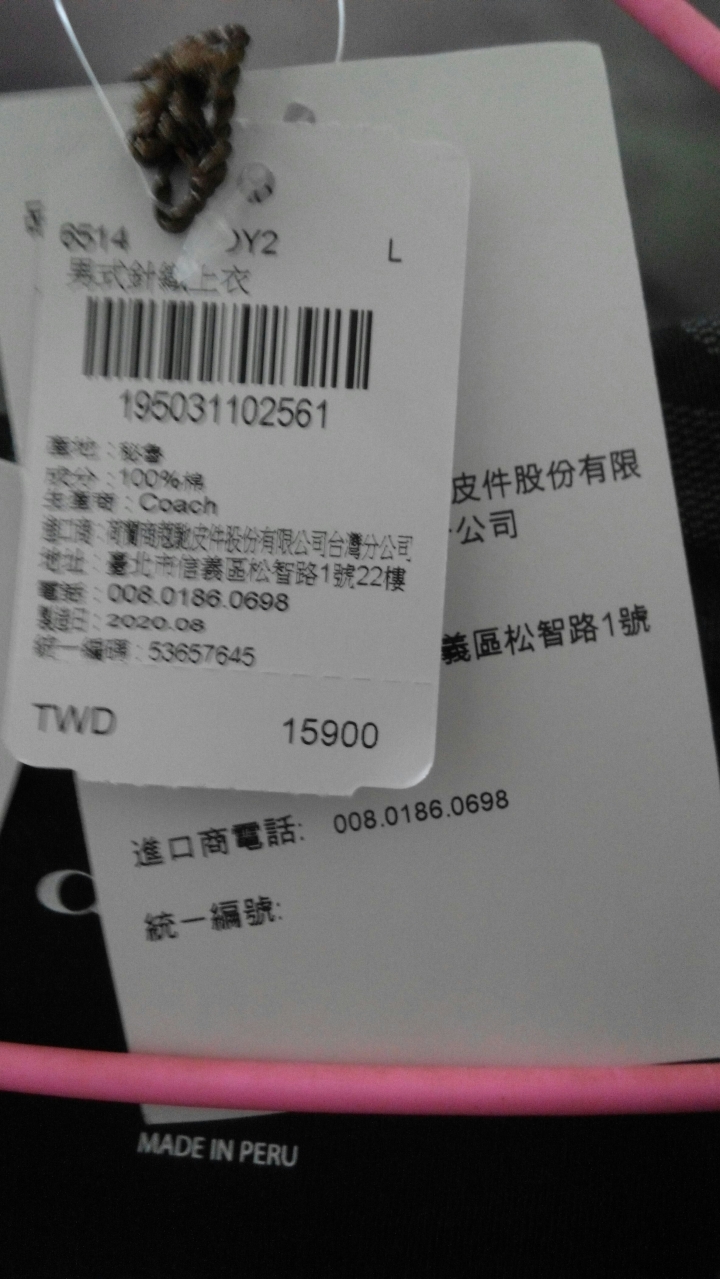 6514 DY2 L
男式針織上衣
195031102561
產地:秘魯
成分:100%棉
生產商:Coach
進口商:荷蘭商蔻馳皮件股份有限公司台灣分公司
地址:臺北市信義區松智路1號22樓
電話:008.0186.0698
製造日:2020.08
統一編碼:53657645
TWD 15900
皮件股份有限
公司
義區松智路1號
進口商電話: 008.0186.0698
統一編號:
MADE IN PERU